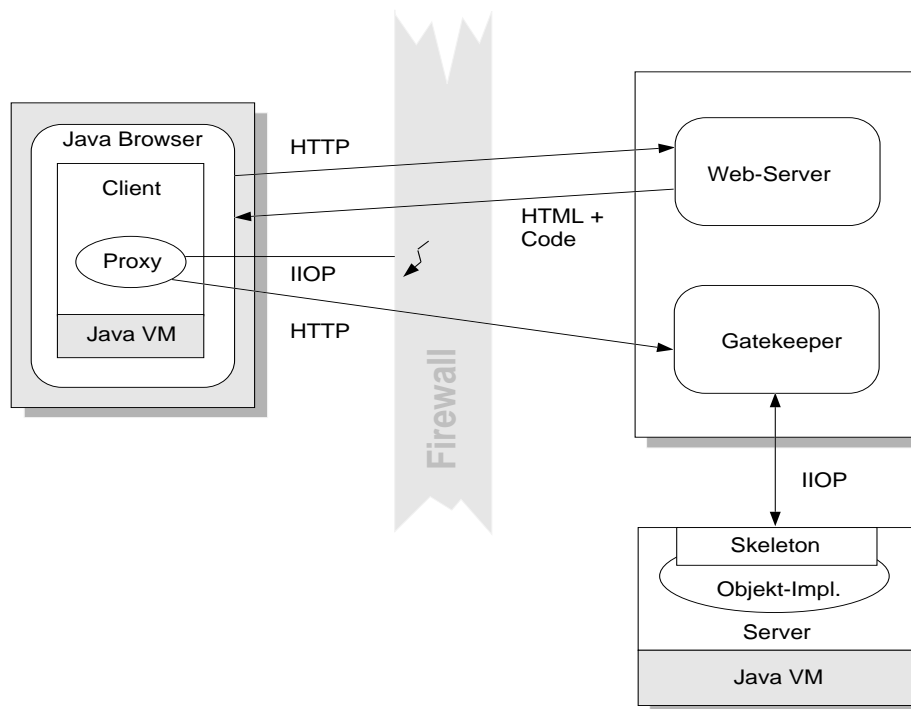 Java Browser
Client
Proxy
Java VM
HTTP
HTML +
Code
IIOP
HTTP
Firewall
Web-Server
Gatekeeper
IIOP
Skeleton
Objekt-Impl.
Server
Java VM